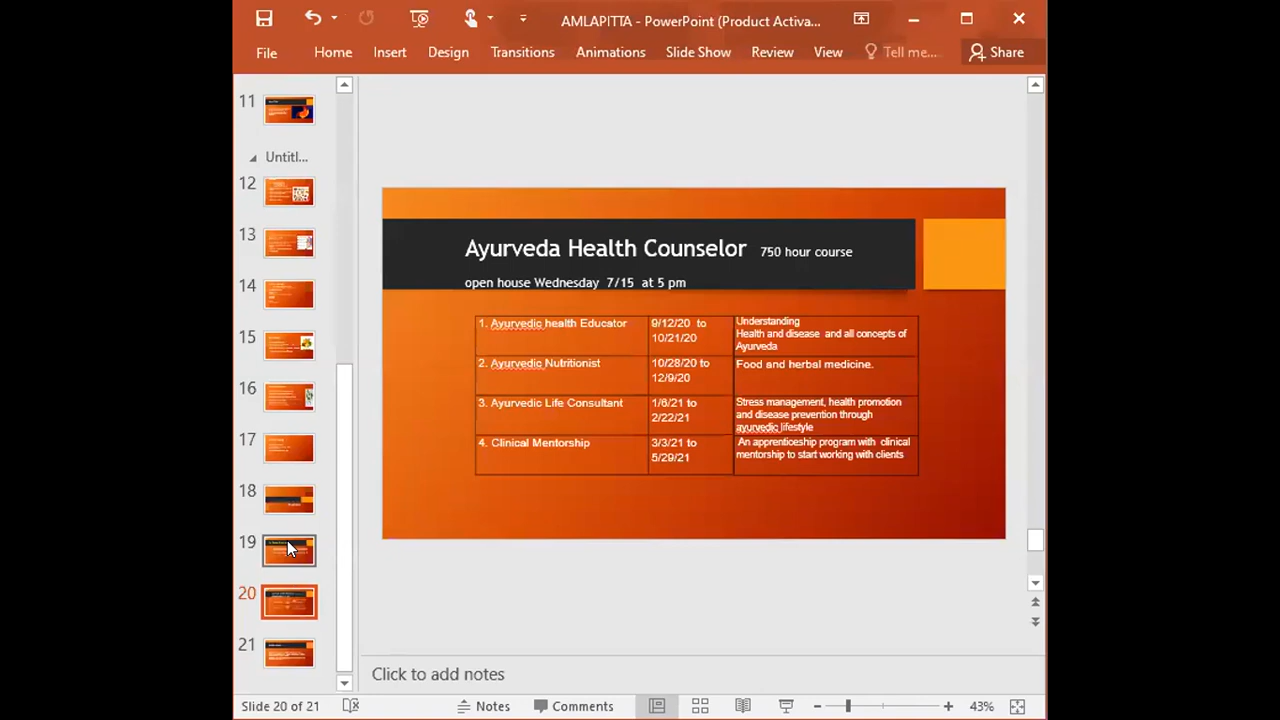 AMLAPITTA - PowerPoint (Product Activa...
File Home Insert Design Transitions Animations Slide Show Review View Tell me... Share
11
Untitl...
12
13
14
15
16
17
18
19
20
21
Ayurveda Health Counselor 750 hour course
open house Wednesday 7/15 at 5 pm
1. Ayurvedic health Educator
9/12/20 to
10/21/20
Understanding
Health and disease and all concepts of
Ayurveda
2. Ayurvedic Nutritionist
10/28/20 to
12/9/20
Food and herbal medicine.
3. Ayurvedic Life Consultant
1/6/21 to
2/22/21
Stress management, health promotion
and disease prevention through
ayurvedic lifestyle
4. Clinical Mentorship
3/3/21 to
5/29/21
An apprenticeship program with clinical
mentorship to start working with clients
Click to add notes
Slide 20 of 21 Notes Comments 43%